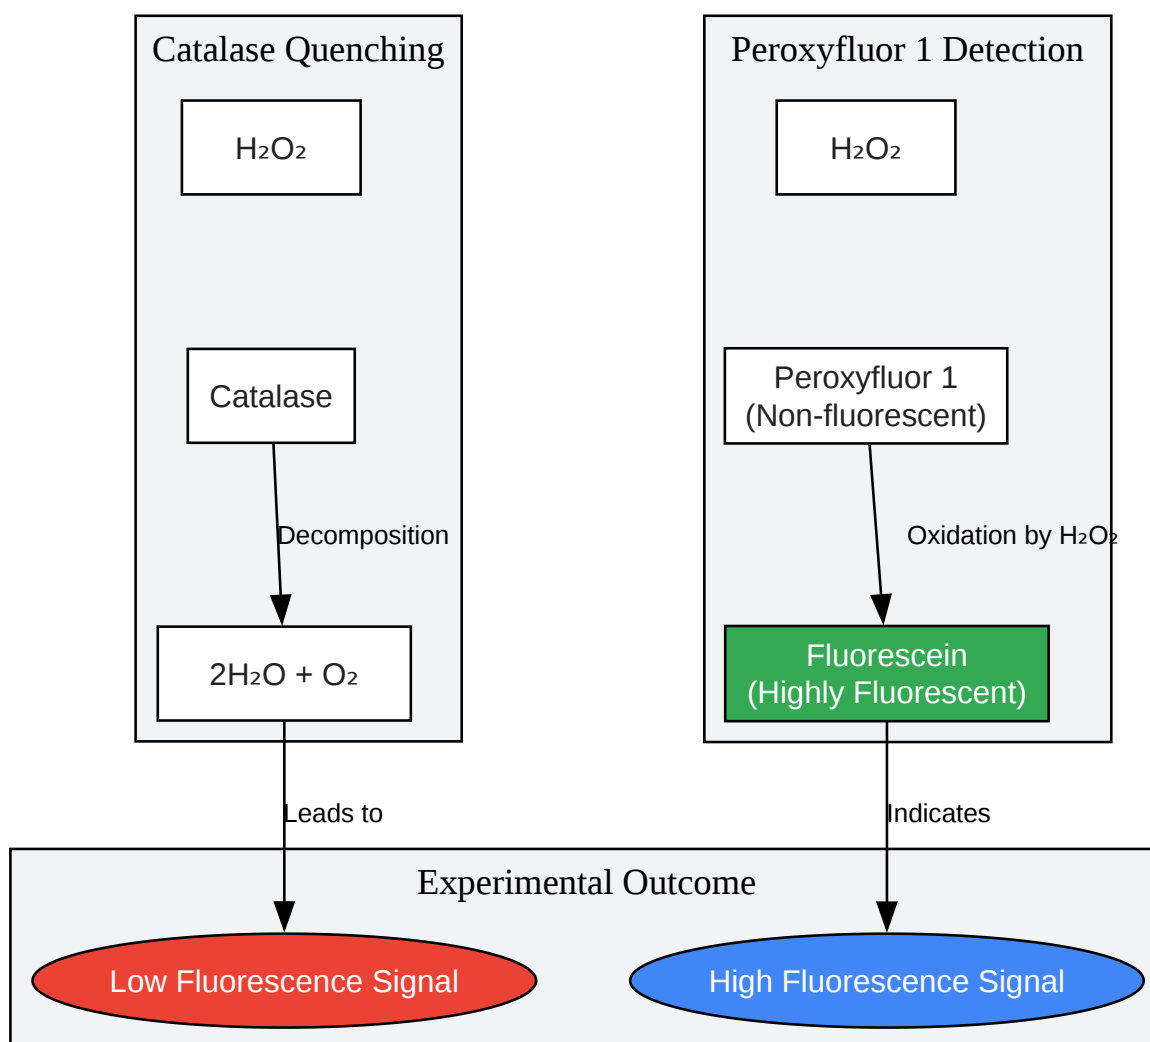 Catalase Quenching
H₂O₂
Catalase
Decomposition
2H₂O + O₂
Leads to
Peroxyfluor 1 Detection
H₂O₂
Peroxyfluor 1
(Non-fluorescent)
Oxidation by H₂O₂
Fluorescein
(Highly Fluorescent)
Indicates
Experimental Outcome
Low Fluorescence Signal
High Fluorescence Signal